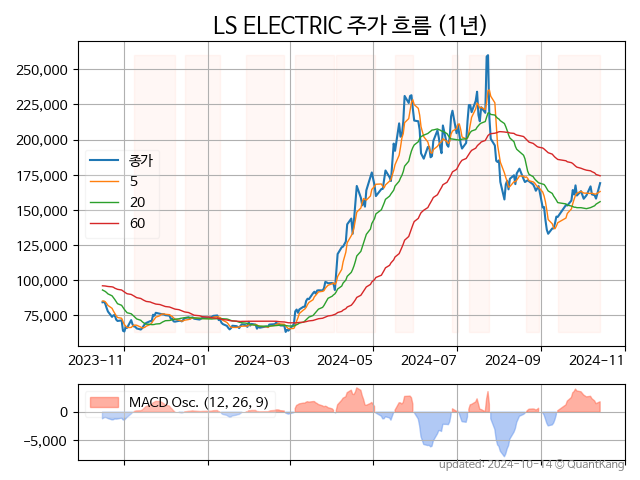 LS ELECTRIC 주가 흐름 (1년)
250,000
225,000
200,000
175,000
150,000
125,000
100,000
75,000
종가
5
20
60
2023-11 2024-01 2024-03 2024-05 2024-07 2024-09 2024-11
MACD Osc. (12, 26, 9)
0
−5,000
updated: 2024-10-14 © QuantKang